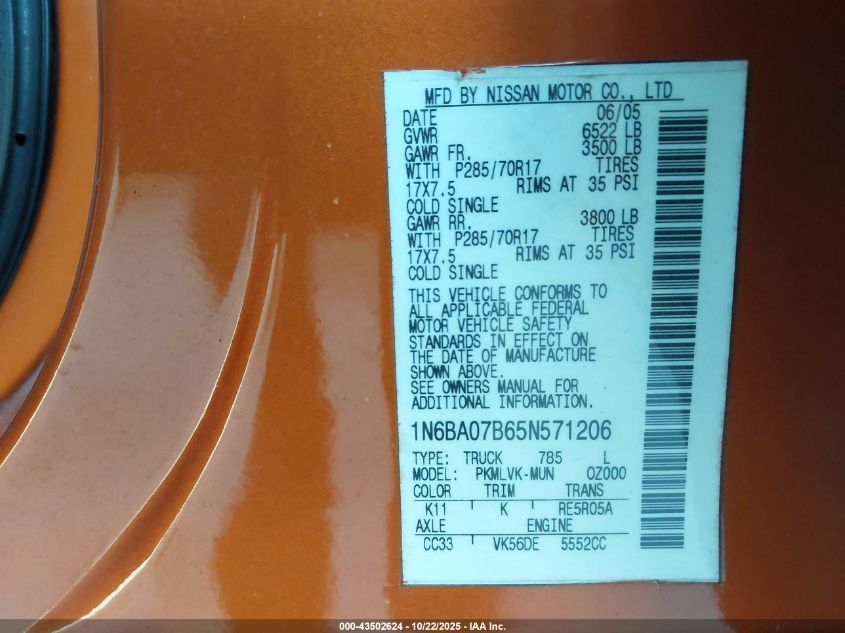 MFD BY NISSAN MOTOR CO., LTD
DATE 06/05
GVWR 6522 LB
GAWR FR. 3500 LB
WITH P285/70R17 TIRES
17X7.5 RIMS AT 35 PSI
COLD SINGLE
GAWR RR. 3800 LB
WITH P285/70R17 TIRES
17X7.5 RIMS AT 35 PSI
COLD SINGLE
THIS VEHICLE CONFORMS TO
ALL APPLICABLE FEDERAL
MOTOR VEHICLE SAFETY
STANDARDS IN EFFECT ON
THE DATE OF MANUFACTURE
SHOWN ABOVE.
SEE OWNERS MANUAL FOR
ADDITIONAL INFORMATION.
1N6BA07B65N571206
TYPE: TRUCK 785 L
MODEL: PKMLVK-MUN 0Z000
COLOR TRIM TRANS
K11 K RE5R05A
AXLE ENGINE
CC33 VK56DE 5552CC
000-43502624 - 10/22/2025 - IAA Inc.